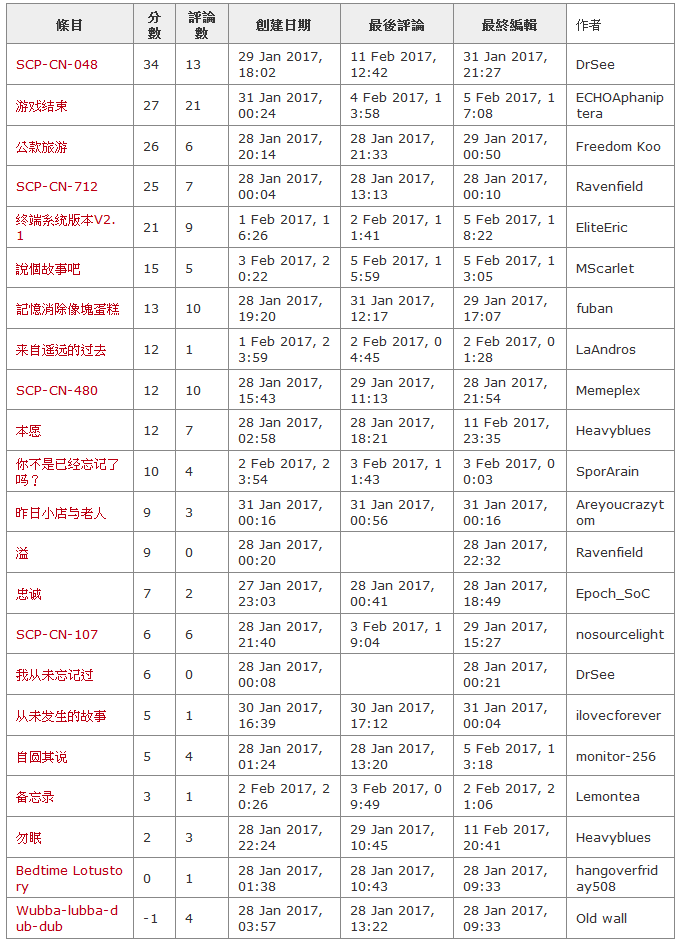 條目 分數 評論數 創建日期 最後評論 最終編輯 作者
SCP-CN-048 34 13 29 Jan 2017, 18:02 11 Feb 2017, 12:42 31 Jan 2017, 21:27 DrSee
游戏结束 27 21 31 Jan 2017, 00:24 4 Feb 2017, 13:58 5 Feb 2017, 17:08 ECHOAphaniptera
公款旅游 26 6 28 Jan 2017, 20:14 28 Jan 2017, 21:33 29 Jan 2017, 00:50 Freedom Koo
SCP-CN-712 25 7 28 Jan 2017, 00:04 28 Jan 2017, 13:13 28 Jan 2017, 00:10 Ravenfield
终端系统版本V2.1 21 9 1 Feb 2017, 16:26 2 Feb 2017, 11:41 5 Feb 2017, 18:22 EliteEric
說個故事吧 15 5 3 Feb 2017, 20:22 5 Feb 2017, 15:59 5 Feb 2017, 13:05 MScarlet
記憶消除像塊蛋糕 13 10 28 Jan 2017, 19:20 31 Jan 2017, 12:17 29 Jan 2017, 17:07 fuban
来自遥远的过去 12 1 1 Feb 2017, 23:59 2 Feb 2017, 04:45 2 Feb 2017, 01:28 LaAndros
SCP-CN-480 12 10 28 Jan 2017, 15:43 29 Jan 2017, 11:13 28 Jan 2017, 21:54 Memeplex
本愿 12 7 28 Jan 2017, 02:58 28 Jan 2017, 18:21 11 Feb 2017, 23:35 Heavyblues
你不是已经忘记了吗？ 10 4 2 Feb 2017, 23:54 3 Feb 2017, 11:43 3 Feb 2017, 00:03 SporArain
昨日小店与老人 9 3 31 Jan 2017, 00:16 31 Jan 2017, 00:56 31 Jan 2017, 00:16 Areyoucrazytom
溢 9 0 28 Jan 2017, 00:20 28 Jan 2017, 22:32 Ravenfield
忠诚 7 2 27 Jan 2017, 23:03 28 Jan 2017, 00:41 28 Jan 2017, 18:49 Epoch_SoC
SCP-CN-107 6 6 28 Jan 2017, 21:40 3 Feb 2017, 19:04 29 Jan 2017, 15:27 nosourcelight
我从未忘记过 6 0 28 Jan 2017, 00:08 28 Jan 2017, 00:21 DrSee
从未发生的故事 5 1 30 Jan 2017, 16:39 30 Jan 2017, 17:12 31 Jan 2017, 00:04 ilovecforever
自圆其说 5 4 28 Jan 2017, 01:24 28 Jan 2017, 13:20 5 Feb 2017, 13:18 monitor-256
备忘录 3 1 2 Feb 2017, 20:26 3 Feb 2017, 09:49 2 Feb 2017, 21:06 Lemontea
勿眠 2 3 28 Jan 2017, 22:24 29 Jan 2017, 10:45 11 Feb 2017, 20:41 Heavyblues
Bedtime Lotustory 0 1 28 Jan 2017, 01:38 28 Jan 2017, 10:43 28 Jan 2017, 09:33 hangoverfriday508
Wubba-lubba-dub-dub -1 4 28 Jan 2017, 03:57 28 Jan 2017, 13:22 28 Jan 2017, 09:33 Old wall